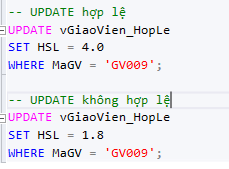 -- UPDATE hợp lệ
UPDATE vGiaoVien_HopLe
SET HSL = 4.0
WHERE MaGV = 'GV009';
-- UPDATE không hợp lệ
UPDATE vGiaoVien_HopLe
SET HSL = 1.8
WHERE MaGV = 'GV009';